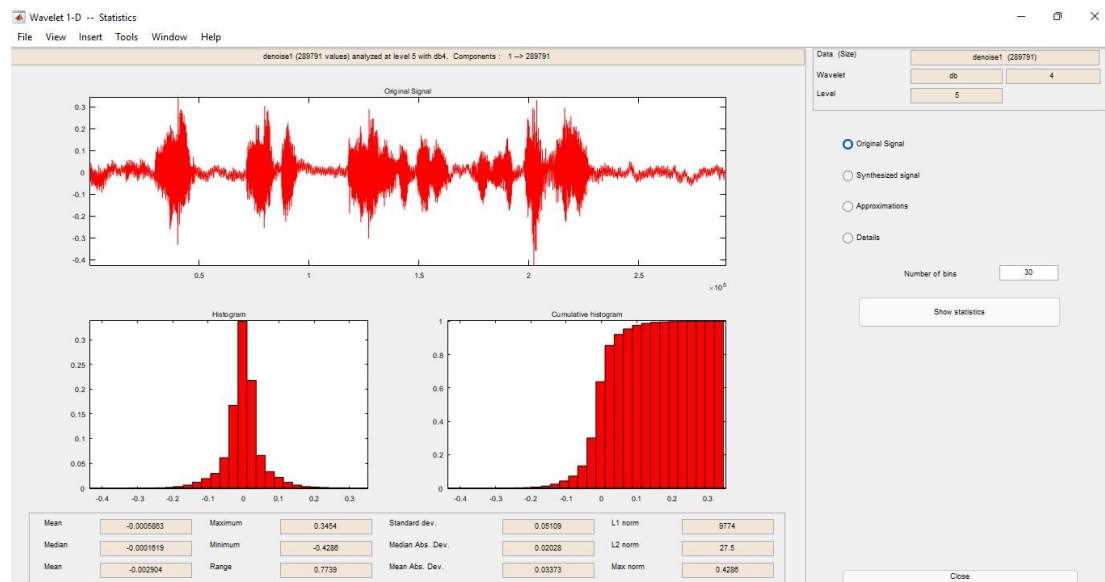 Wavelet 1-D -- Statistics
File View Insert Tools Window Help
denoise1 (289791 values) analyzed at level 5 with db4. Components : 1 --> 289791
Data (Size) denoise1 (289791)
Wavelet db 4
Level 5
Original Signal
0.3
0.2
0.1
0
-0.1
-0.2
-0.3
-0.4
0.5 1 1.5 2 2.5
×10⁵
Original Signal
Synthesized signal
Approximations
Details
Number of bins 30
Show statistics
Histogram
0.3
0.25
0.2
0.15
0.1
0.05
0
-0.4 -0.3 -0.2 -0.1 0 0.1 0.2 0.3
Cumulative histogram
1
0.8
0.6
0.4
0.2
0
-0.4 -0.3 -0.2 -0.1 0 0.1 0.2 0.3
Mean -0.0005863 Maximum 0.3454 Standard dev. 0.05109 L1 norm 9774
Median -0.0001619 Minimum -0.4286 Median Abs. Dev. 0.02028 L2 norm 27.5
Mean -0.002904 Range 0.7739 Mean Abs. Dev. 0.03373 Max norm 0.4286
Close